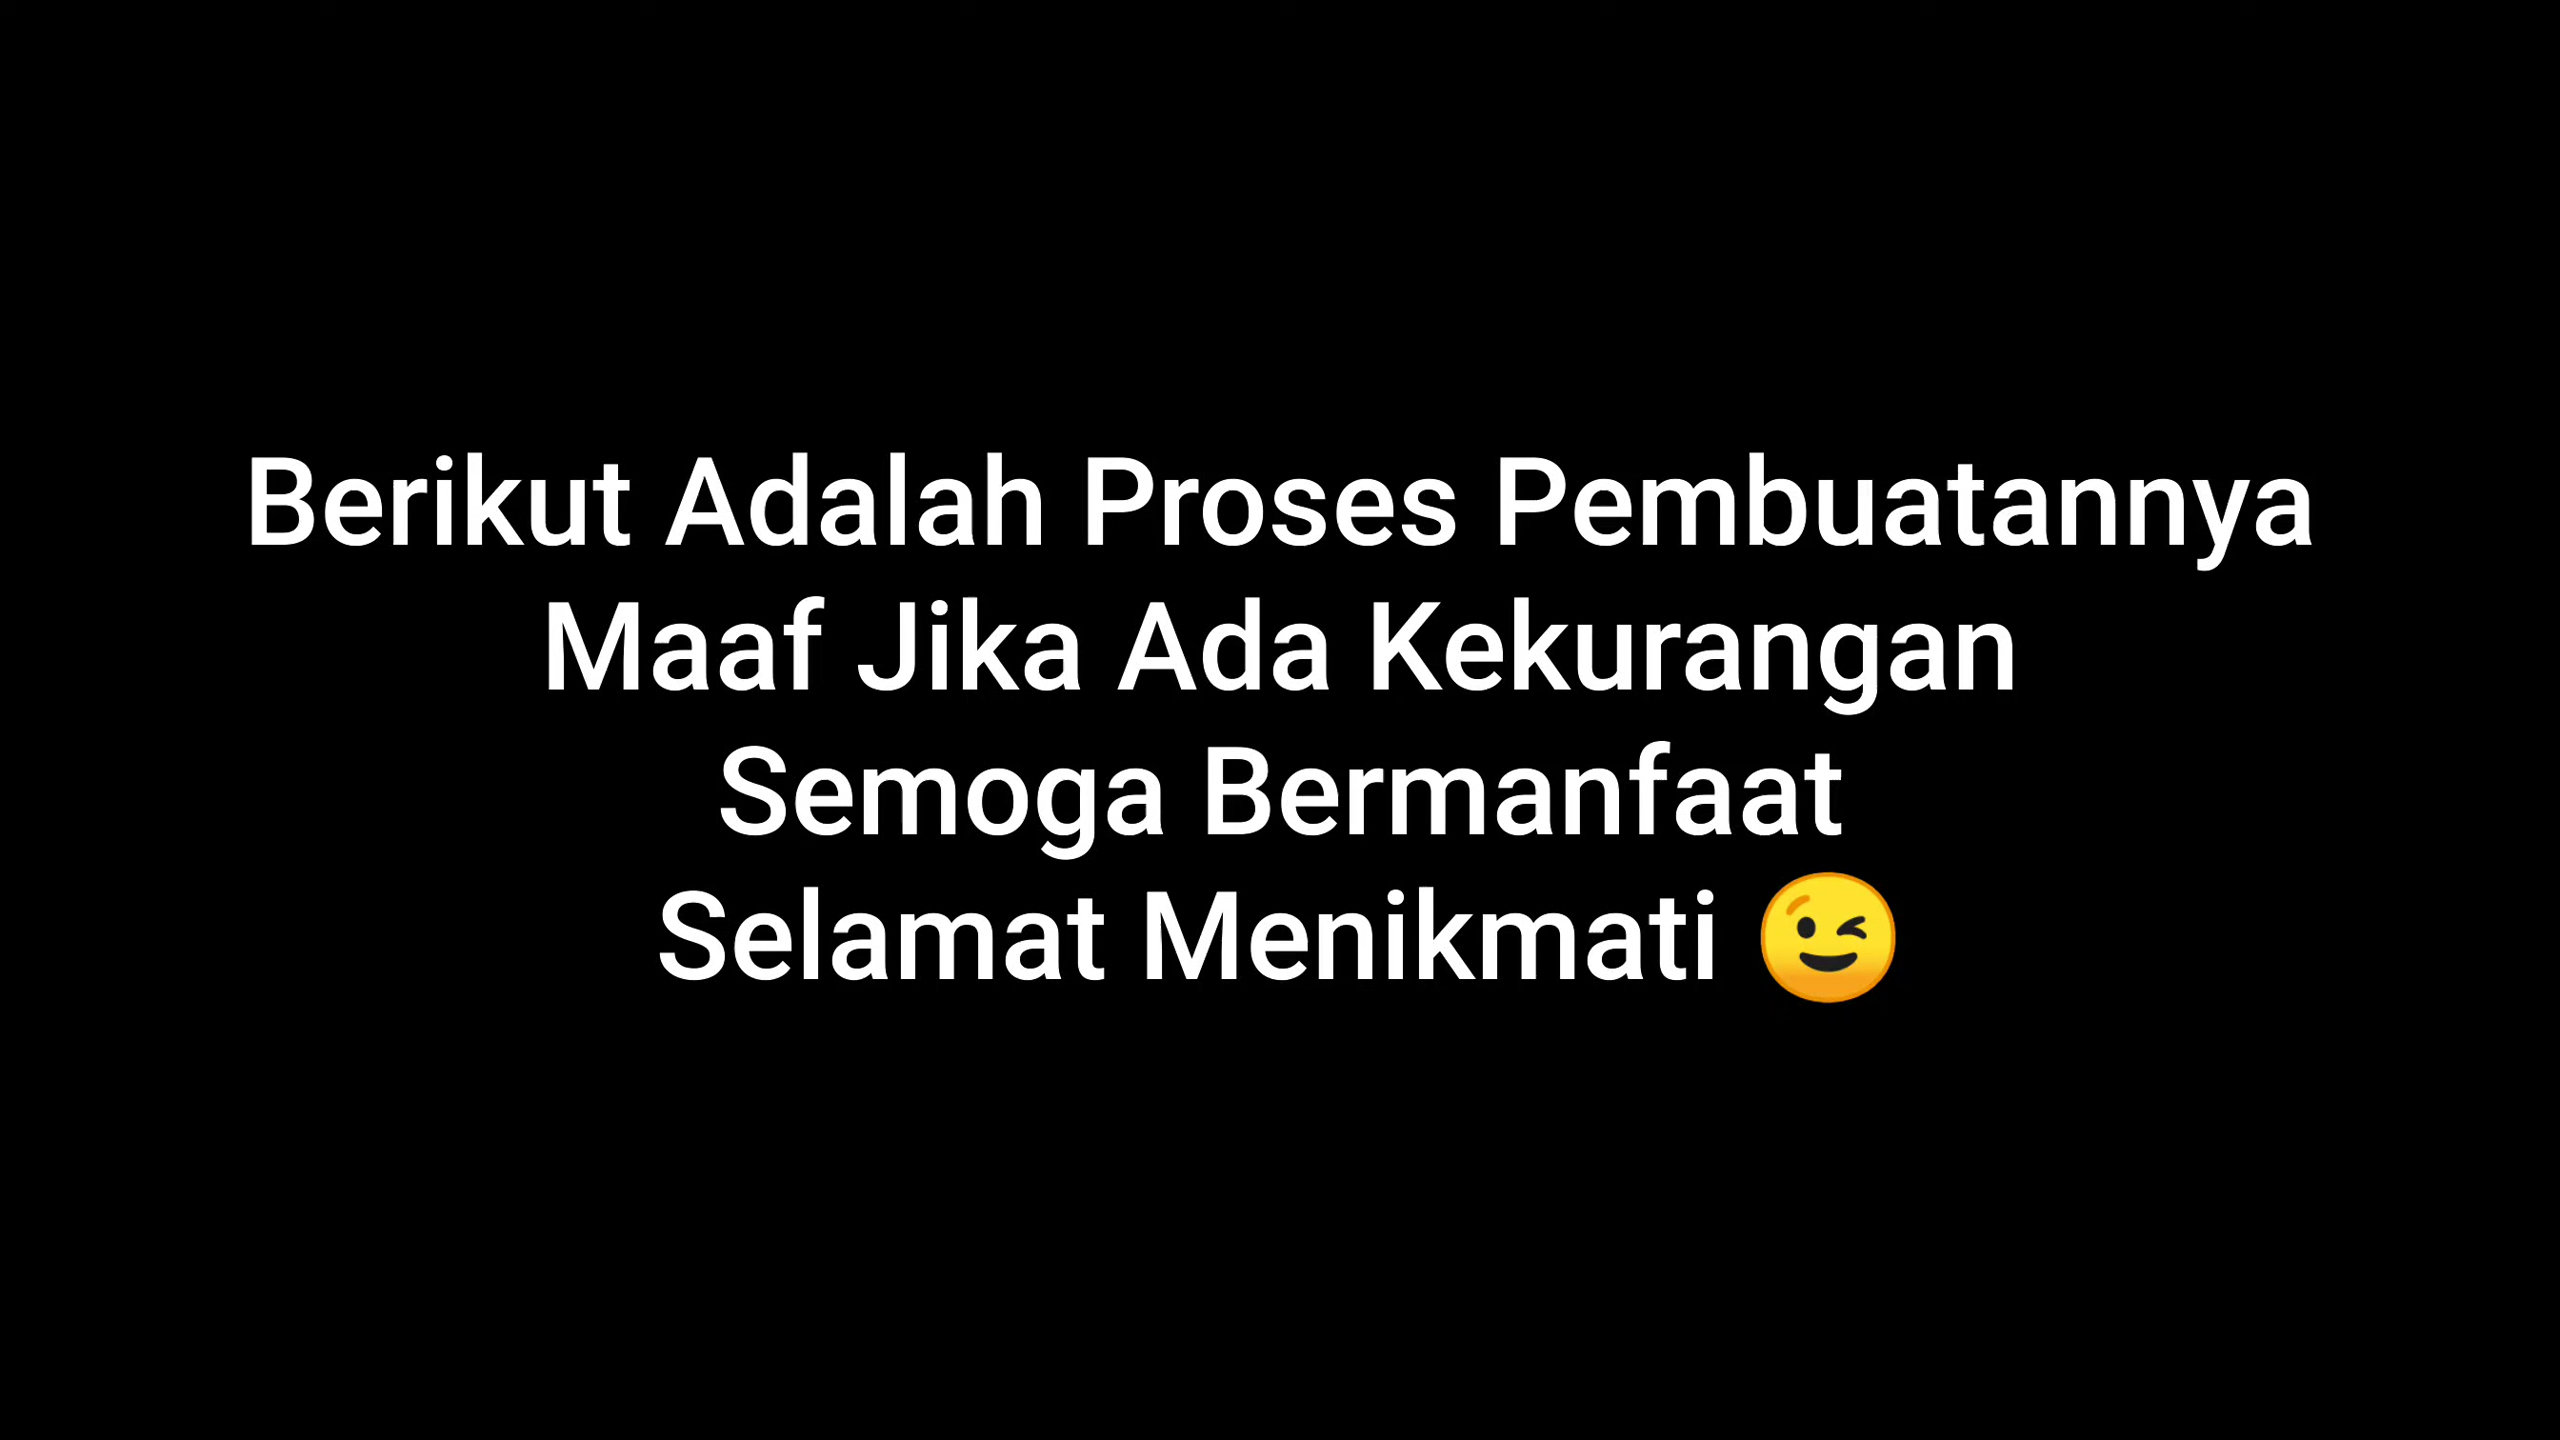 Berikut Adalah Proses Pembuatannya
Maaf Jika Ada Kekurangan
Semoga Bermanfaat
Selamat Menikmati 😉